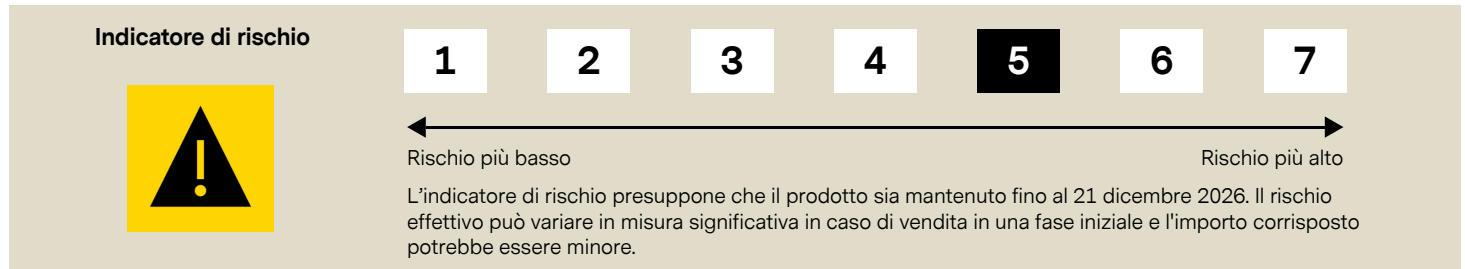 Indicatore di rischio
1 2 3 4 5 6 7
Rischio più basso Rischio più alto
L’indicatore di rischio presuppone che il prodotto sia mantenuto fino al 21 dicembre 2026. Il rischio
effettivo può variare in misura significativa in caso di vendita in una fase iniziale e l'importo corrisposto
potrebbe essere minore.